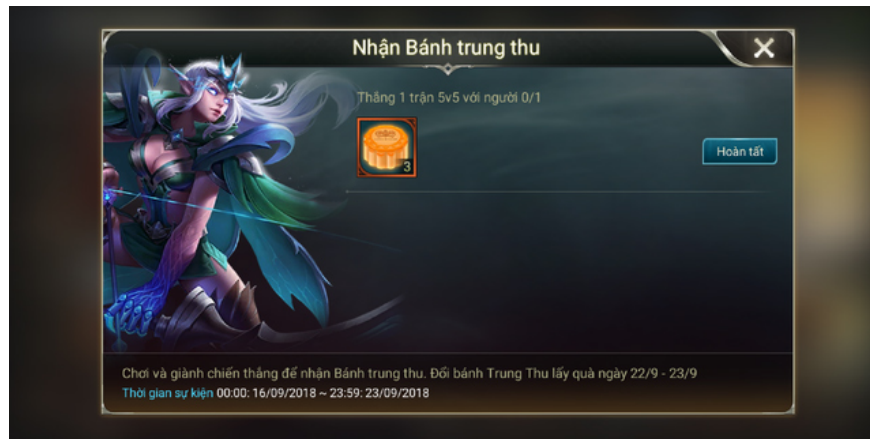 Nhận Bánh trung thu
Thắng 1 trận 5v5 với người 0/1
3
Hoàn tất
Chơi và giành chiến thắng để nhận Bánh trung thu. Đổi bánh Trung Thu lấy quà ngày 22/9 - 23/9
Thời gian sự kiện 00:00: 16/09/2018 ~ 23:59: 23/09/2018